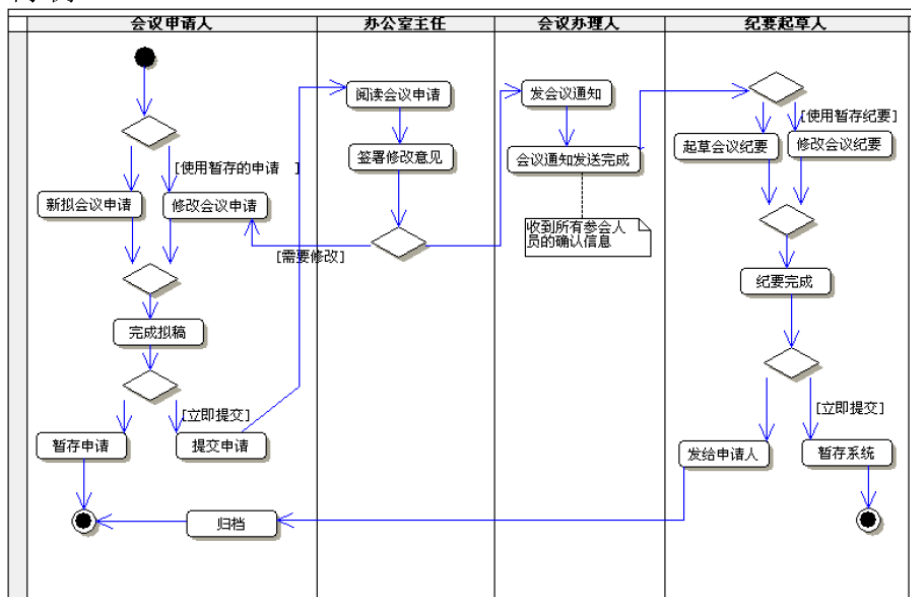 会议申请人
办公室主任
会议办理人
纪要起草人
阅读会议申请
发会议通知
[使用暂存纪要]
起草会议纪要
修改会议纪要
签署修改意见
会议通知发送完成
[使用暂存的申请 ]
新拟会议申请
修改会议申请
收到所有参会人
员的确认信息
[需要修改]
纪要完成
完成拟稿
[立即提交]
[立即提交]
暂存申请
提交申请
发给申请人
暂存系统
归档